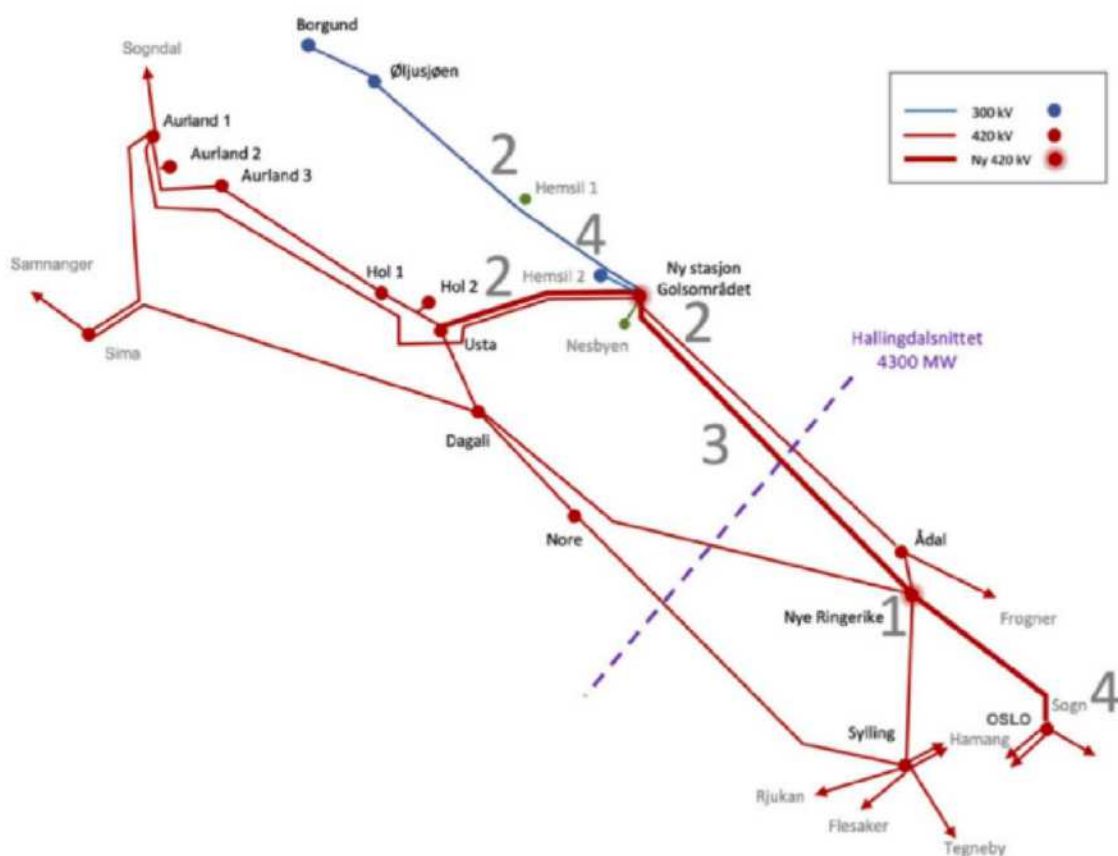 Borgund
Sogndal
Øljusjøen
300 kV
420 kV
Ny 420 kV
Aurland 1
Aurland 2
Aurland 3
2
Hemsil 1
4
Samnanger
Hol 1
Hol 2
2
Hemsil 2
Ny stasjon
Golsområdet
2
Sima
Usta
Nesbyen
Hallingdalsnittet
4300 MW
Dagali
3
Nore
Ådal
Nye Ringerike
1
Frogner
Sogn
4
OSLO
Sylling
Hamang
Rjukan
Flesaker
Tegneby